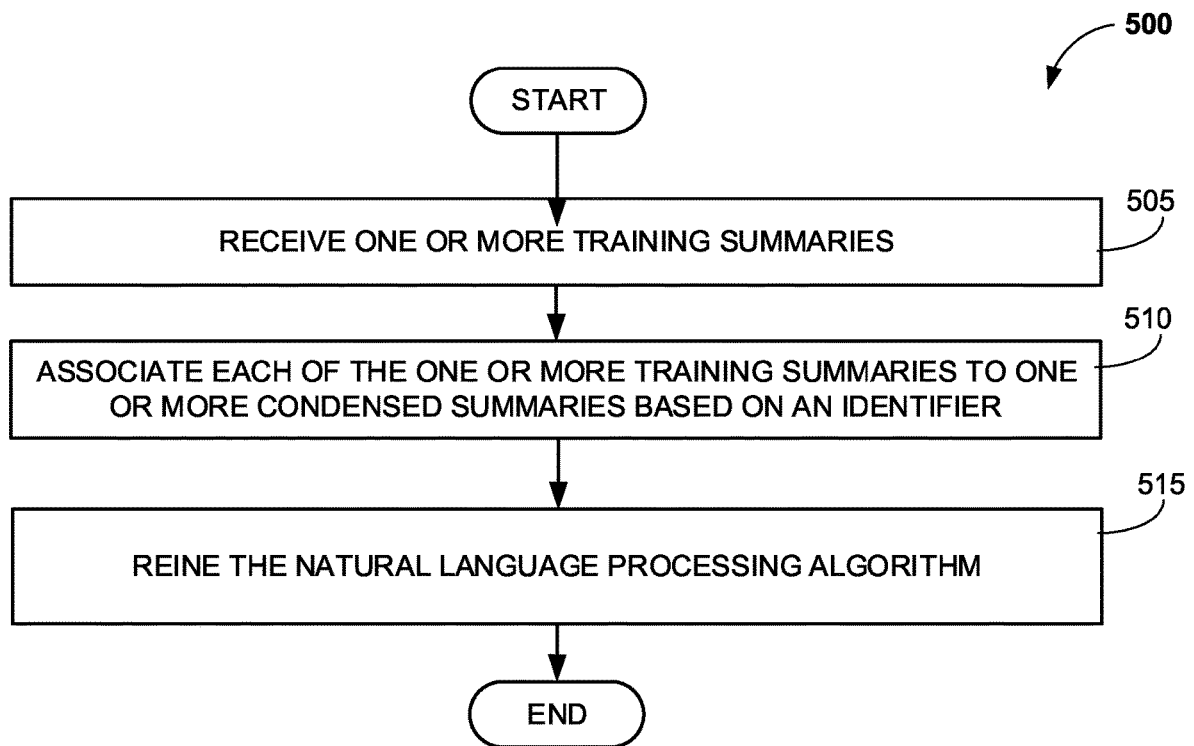 500
START
505
RECEIVE ONE OR MORE TRAINING SUMMARIES
510
ASSOCIATE EACH OF THE ONE OR MORE TRAINING SUMMARIES TO ONE
OR MORE CONDENSED SUMMARIES BASED ON AN IDENTIFIER
515
REINE THE NATURAL LANGUAGE PROCESSING ALGORITHM
END